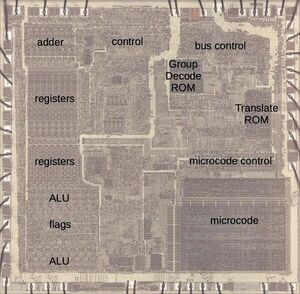 adder
control
bus control
Group
Decode
ROM
registers
Translate
ROM
registers
microcode control
ALU
microcode
flags
ALU